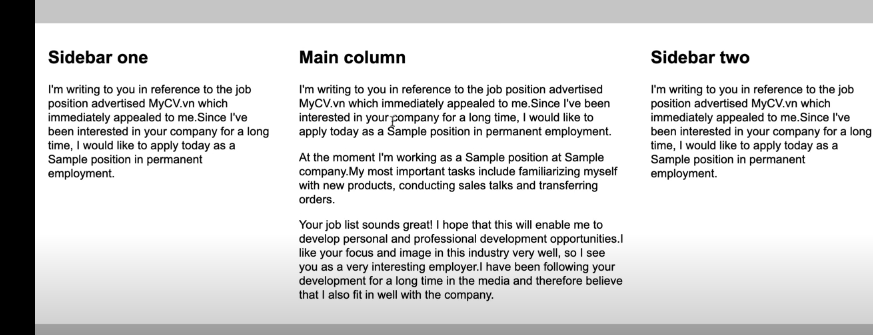 Sidebar one
I'm writing to you in reference to the job
position advertised MyCV.vn which
immediately appealed to me.Since I've
been interested in your company for a long
time, I would like to apply today as a
Sample position in permanent
employment.
Main column
I'm writing to you in reference to the job position advertised
MyCV.vn which immediately appealed to me.Since I've been
interested in your company for a long time, I would like to
apply today as a Sample position in permanent employment.
At the moment I'm working as a Sample position at Sample
company.My most important tasks include familiarizing myself
with new products, conducting sales talks and transferring
orders.
Your job list sounds great! I hope that this will enable me to
develop personal and professional development opportunities.I
like your focus and image in this industry very well, so I see
you as a very interesting employer.I have been following your
development for a long time in the media and therefore believe
that I also fit in well with the company.
Sidebar two
I'm writing to you in reference to the job
position advertised MyCV.vn which
immediately appealed to me.Since I've
been interested in your company for a long
time, I would like to apply today as a
Sample position in permanent
employment.